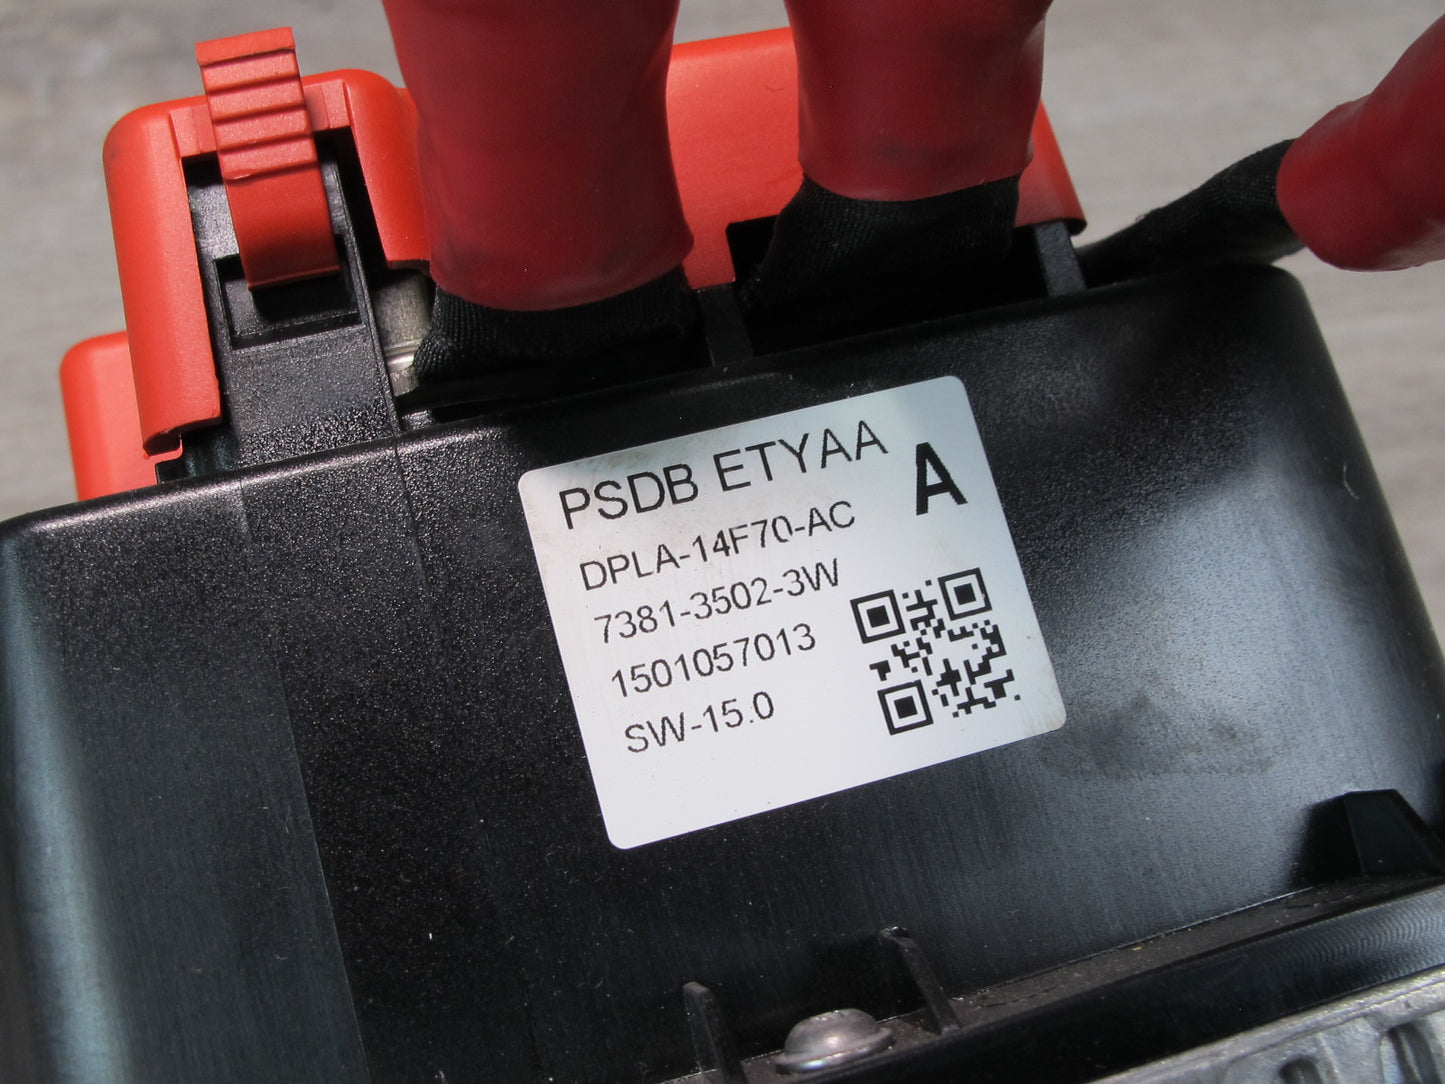 PSDB ETYAA
A
DPLA-14F70-AC
7381-3502-3W
1501057013
SW-15.0